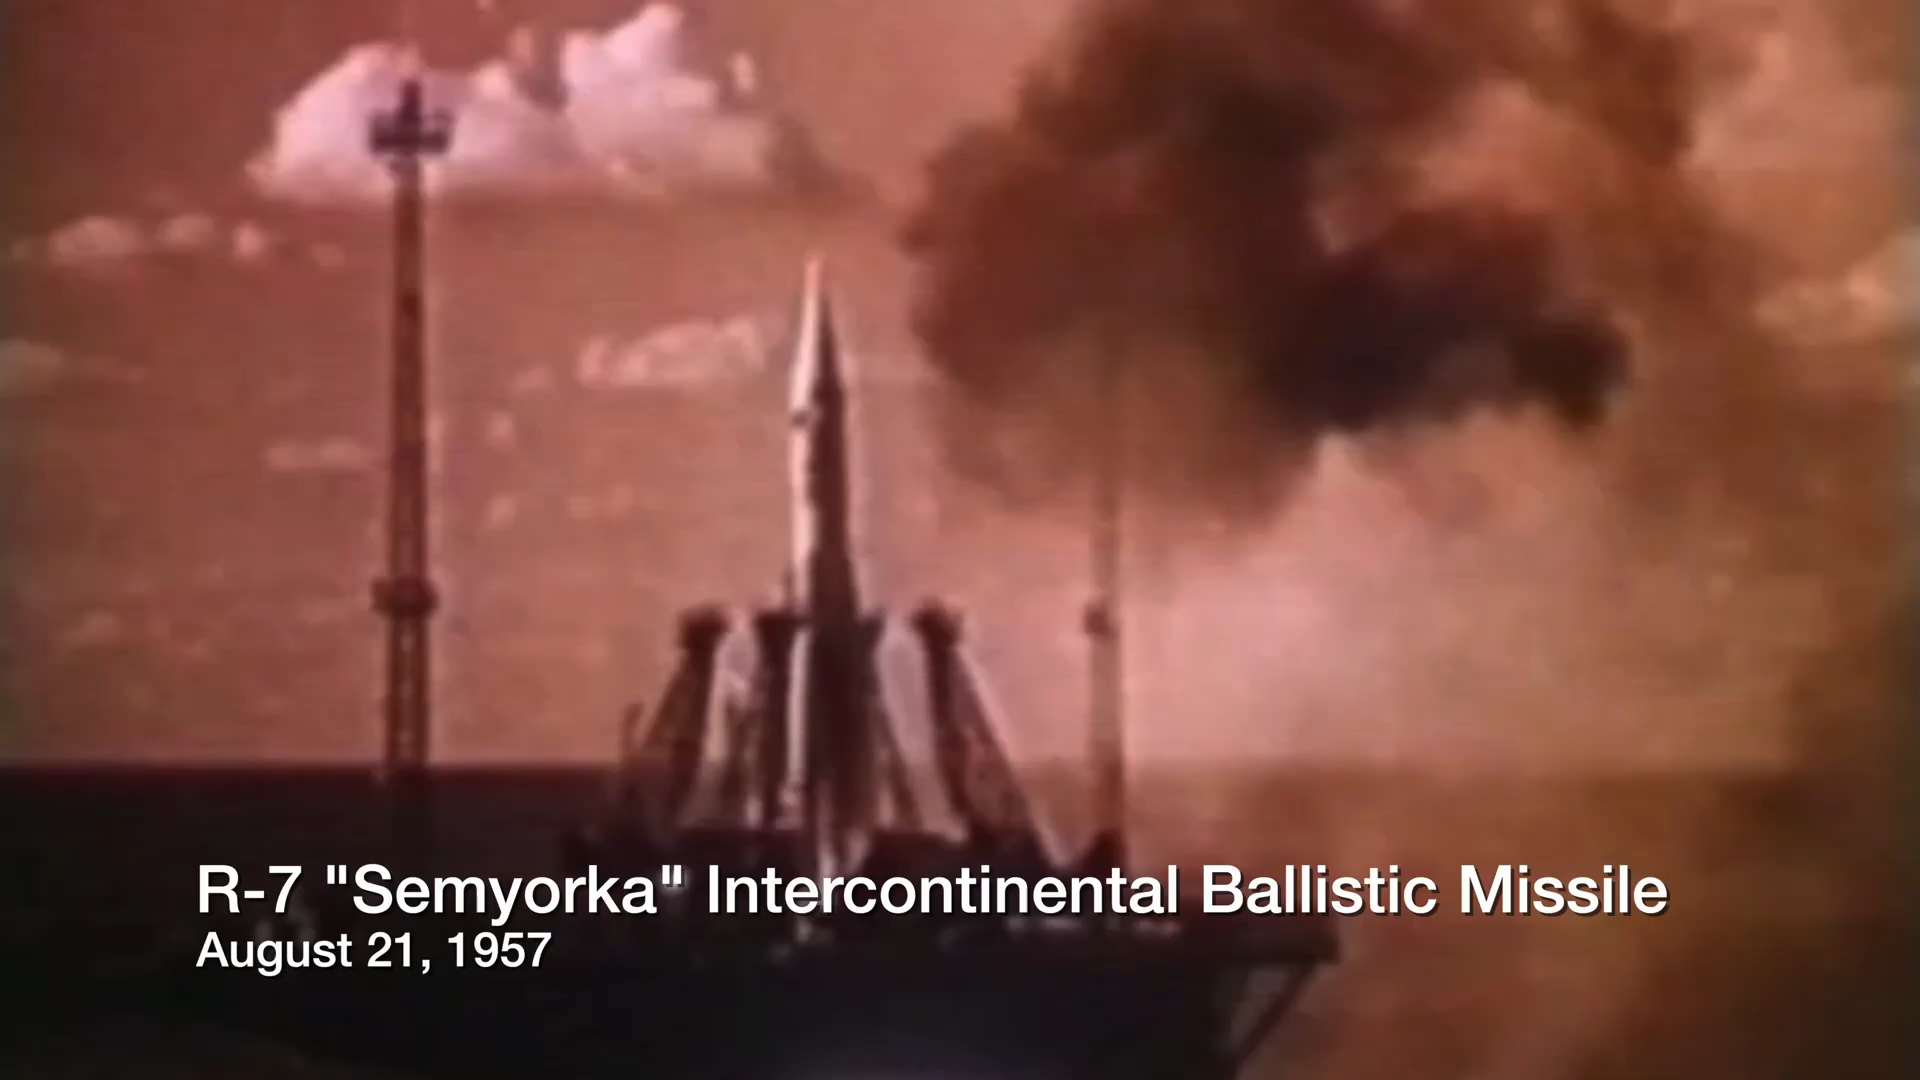 R-7 "Semyorka" Intercontinental Ballistic Missile
August 21, 1957